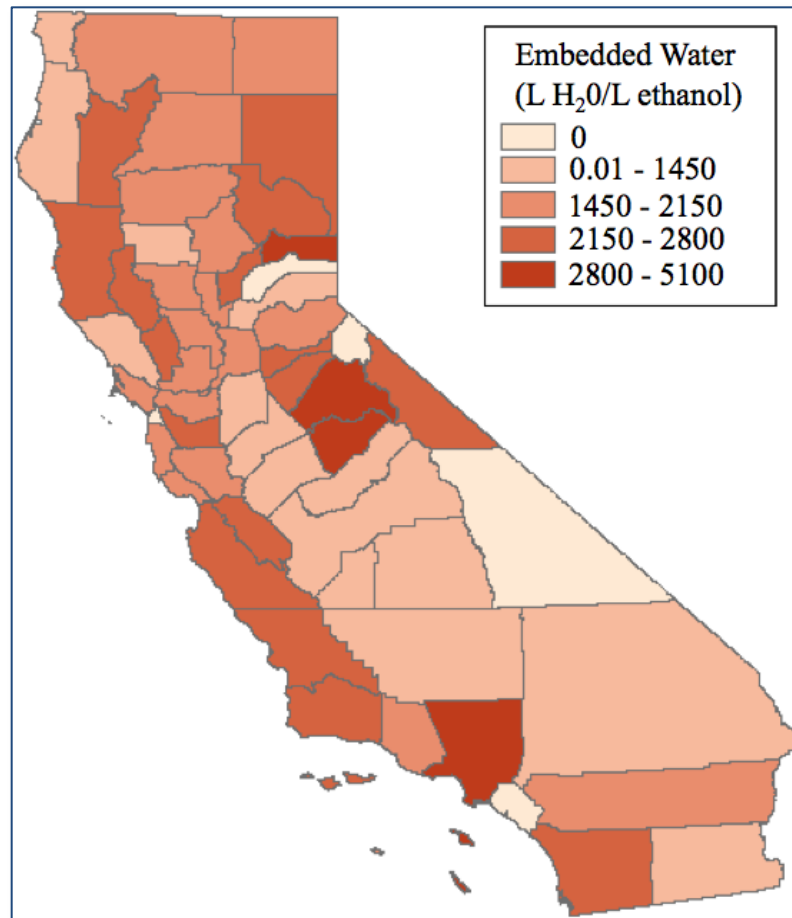 Embedded Water
(L H₂0/L ethanol)
0
0.01 - 1450
1450 - 2150
2150 - 2800
2800 - 5100